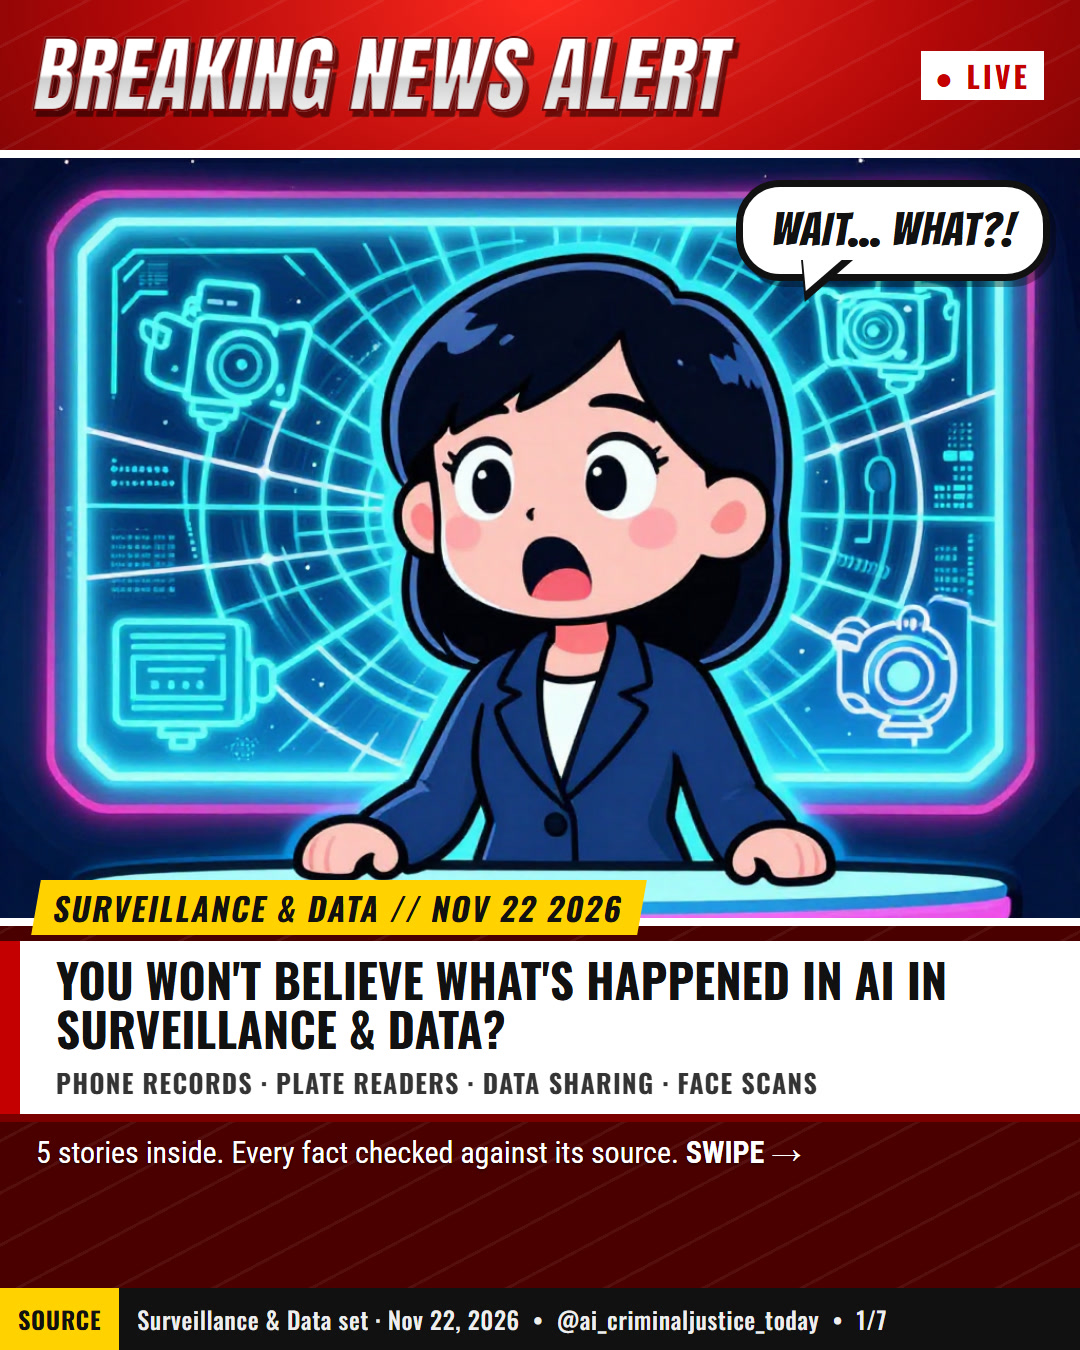 BREAKING NEWS ALERT
● LIVE
WAIT... WHAT?!
SURVEILLANCE & DATA // NOV 22 2026
YOU WON'T BELIEVE WHAT'S HAPPENED IN AI IN
SURVEILLANCE & DATA?
PHONE RECORDS · PLATE READERS · DATA SHARING · FACE SCANS
5 stories inside. Every fact checked against its source. SWIPE →
SOURCE
Surveillance & Data set · Nov 22, 2026 • @ai_criminaljustice_today • 1/7